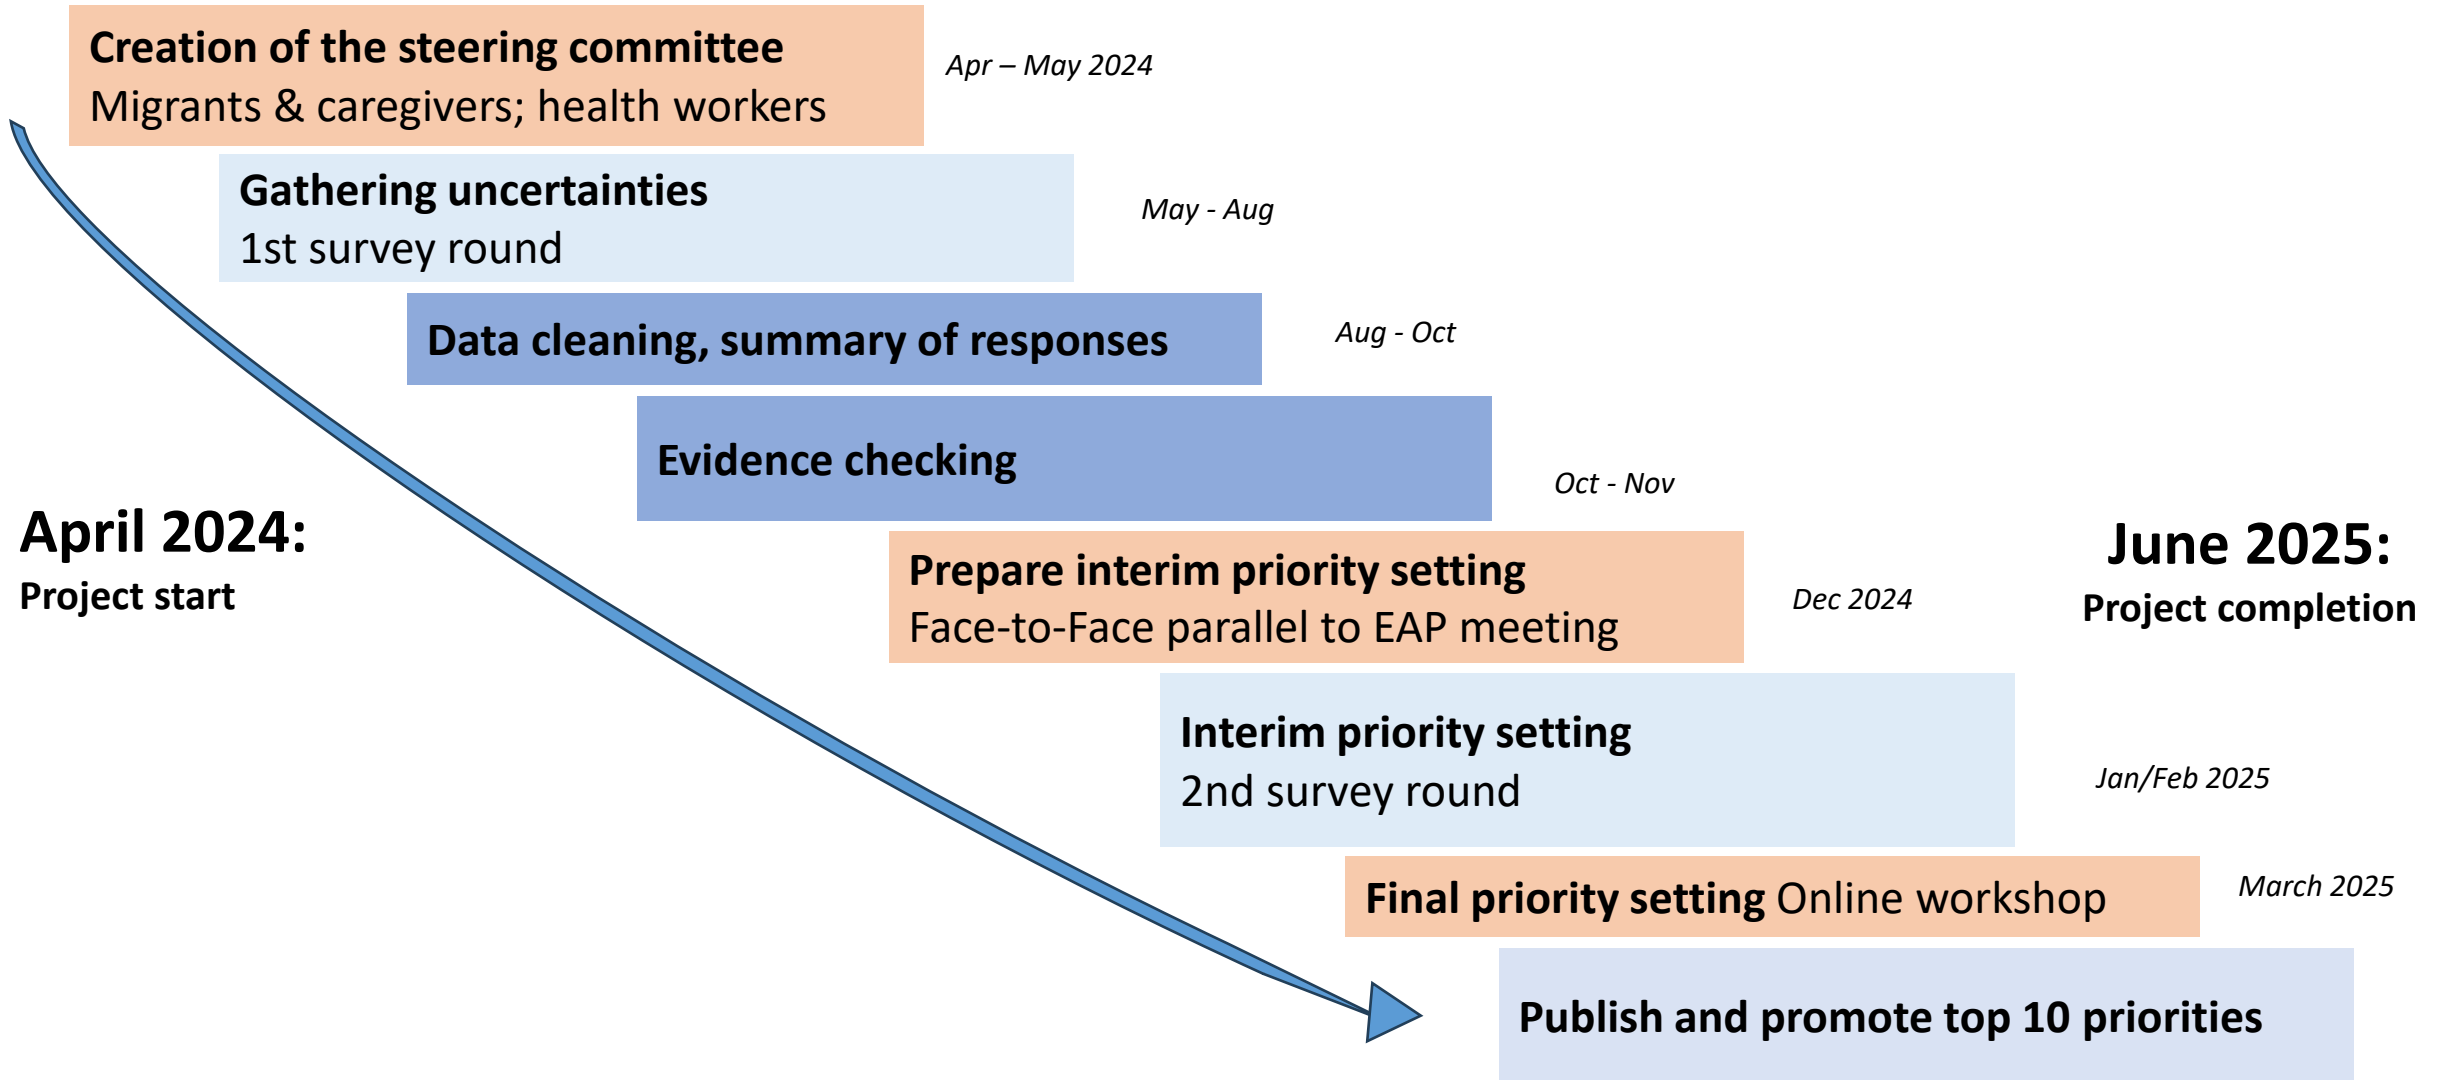 Creation of the steering committee
Migrants & caregivers; health workers
Apr – May 2024
Gathering uncertainties
1st survey round
May - Aug
Data cleaning, summary of responses
Aug - Oct
Evidence checking
Oct - Nov
April 2024:
Project start
Prepare interim priority setting
Face-to-Face parallel to EAP meeting
Dec 2024
June 2025:
Project completion
Interim priority setting
2nd survey round
Jan/Feb 2025
Final priority setting Online workshop
March 2025
Publish and promote top 10 priorities